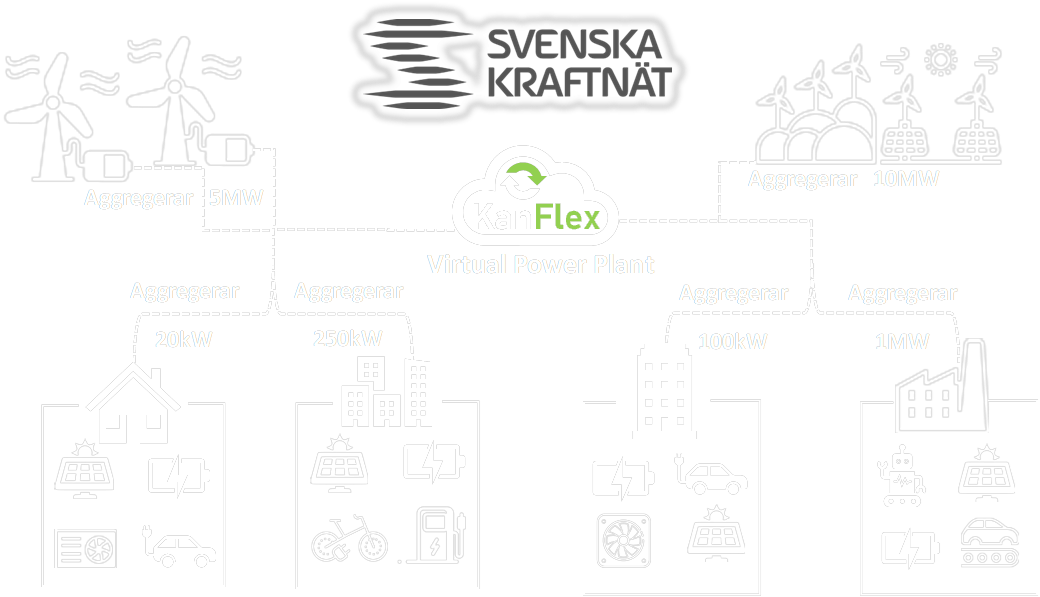 SVENSKA
KRAFTNÄT
KanFlex
Virtual Power Plant
Aggregerar 5MW
Aggregerar 10MW
Aggregerar
20kW
Aggregerar
250kW
Aggregerar
100kW
Aggregerar
1MW